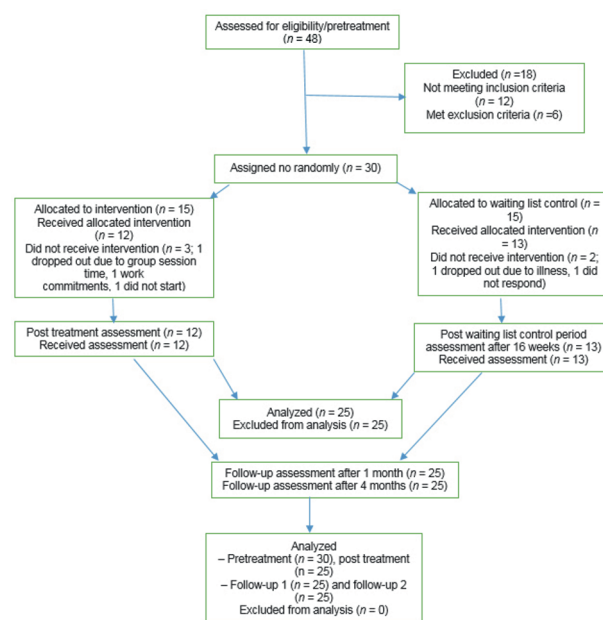 Assessed for eligibility/pretreatment
(n = 48)
Excluded (n =18)
Not meeting inclusion criteria
(n = 12)
Met exclusion criteria (n =6)
Assigned no randomly (n = 30)
Allocated to intervention (n = 15)
Received allocated intervention
(n = 12)
Did not receive intervention (n = 3; 1
dropped out due to group session
time, 1 work
commitments, 1 did not start)
Allocated to waiting list control (n =
15)
Received allocated intervention (n
= 13)
Did not receive intervention (n = 2;
1 dropped out due to illness, 1 did
not respond)
Post treatment assessment (n = 12)
Received assessment (n = 12)
Post waiting list control period
assessment after 16 weeks (n = 13)
Received assessment (n = 13)
Analyzed (n = 25)
Excluded from analysis (n = 25)
Follow-up assessment after 1 month (n = 25)
Follow-up assessment after 4 months (n = 25)
Analyzed
– Pretreatment (n = 30), post treatment
(n = 25)
– Follow-up 1 (n = 25) and follow-up 2
(n = 25)
Excluded from analysis (n = 0)